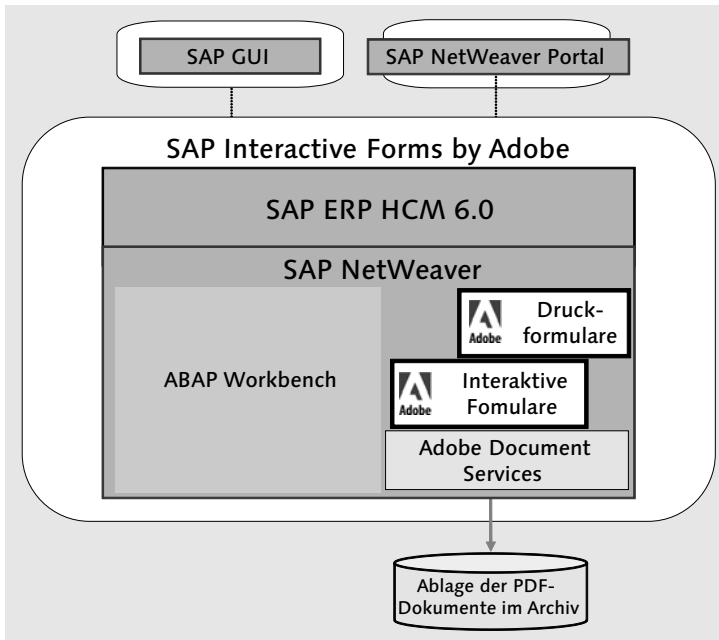 SAP GUI
SAP NetWeaver Portal
SAP Interactive Forms by Adobe
SAP ERP HCM 6.0
SAP NetWeaver
ABAP Workbench
Adobe
Druck-
formulare
Adobe
Interaktive
Fomulare
Adobe Document
Services
Ablage der PDF-
Dokumente im Archiv